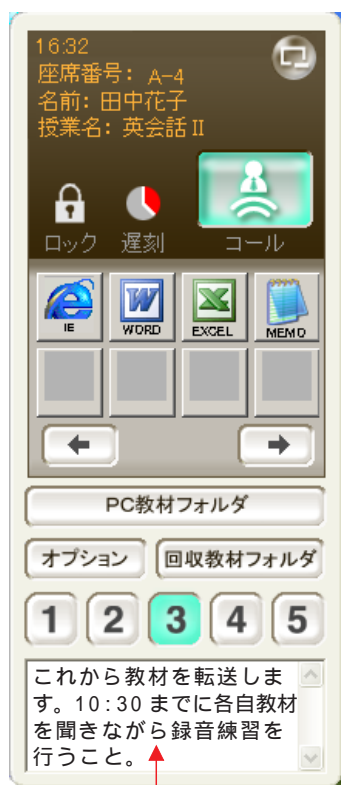 16:32
座席番号: A-4
名前: 田中花子
授業名: 英会話 II
ロック 遅刻 コール
IE WORD EXCEL MEMO
PC教材フォルダ
オプション 回収教材フォルダ
1 2 3 4 5
これから教材を転送しま
す。10:30 までに各自教材
を聞きながら録音練習を
行うこと。